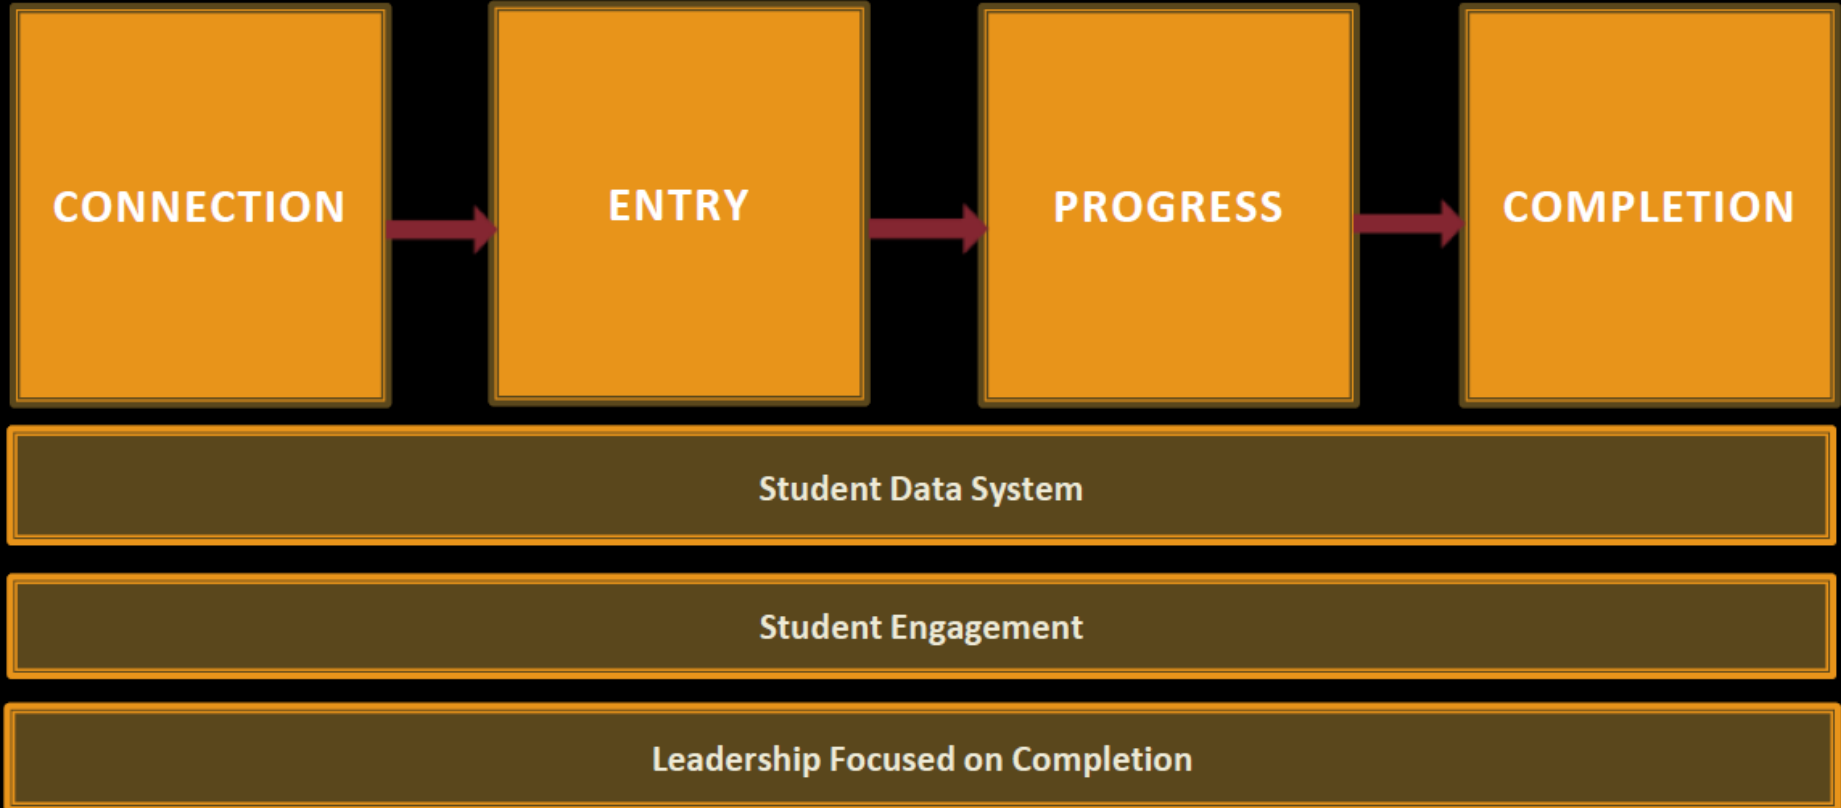 CONNECTION
ENTRY
PROGRESS
COMPLETION
Student Data System
Student Engagement
Leadership Focused on Completion